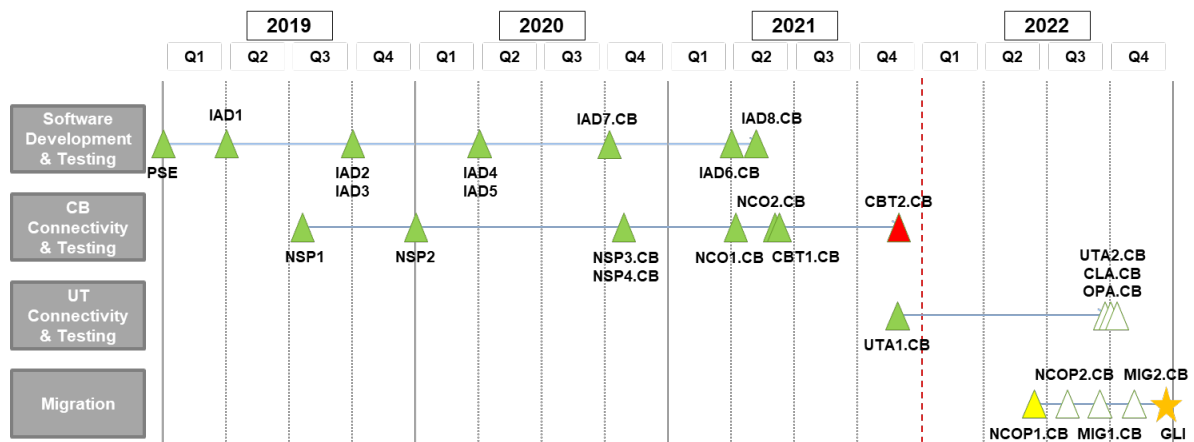 2019
2020
2021
2022
Q1 Q2 Q3 Q4 Q1 Q2 Q3 Q4 Q1 Q2 Q3 Q4 Q1 Q2 Q3 Q4
Software
Development
& Testing
IAD1
IAD7.CB
IAD8.CB
PSE
IAD2
IAD3
IAD4
IAD5
IAD6.CB
CB
Connectivity
& Testing
NCO2.CB
CBT2.CB
NSP1
NSP2
NSP3.CB
NSP4.CB
NCO1.CB
CBT1.CB
UT
Connectivity
& Testing
UTA2.CB
CLA.CB
OPA.CB
UTA1.CB
Migration
NCOP2.CB
MIG2.CB
NCOP1.CB
MIG1.CB
GLI